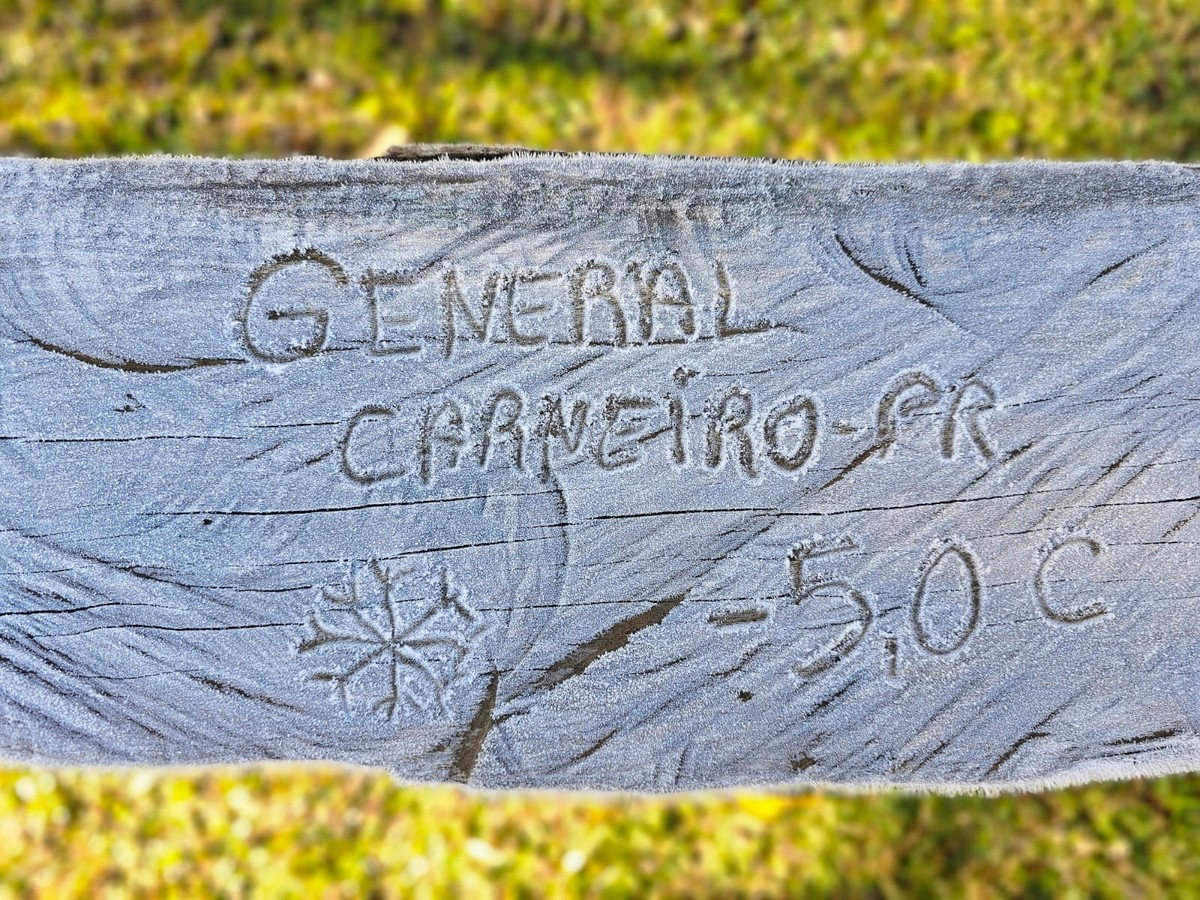 GENERAL
CARNEIRO-PR
-5,0 C